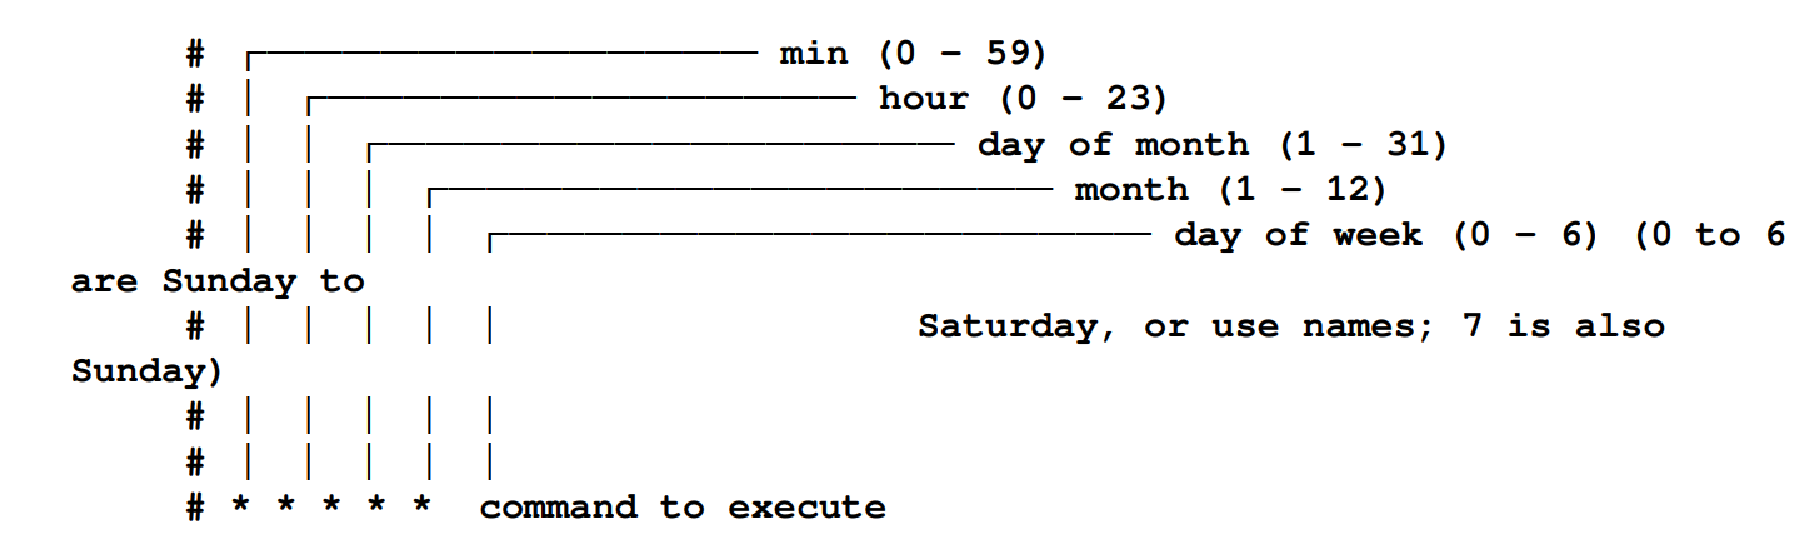 # ┌────────────────────── min (0 - 59)
# │ ┌──────────────────────── hour (0 - 23)
# │ │ ┌────────────────────────── day of month (1 - 31)
# │ │ │ ┌─────────────────────────── month (1 - 12)
# │ │ │ │ ┌───────────────────────────── day of week (0 - 6) (0 to 6
are Sunday to
# │ │ │ │ │ Saturday, or use names; 7 is also
Sunday)
# │ │ │ │ │
# │ │ │ │ │
# * * * * * command to execute